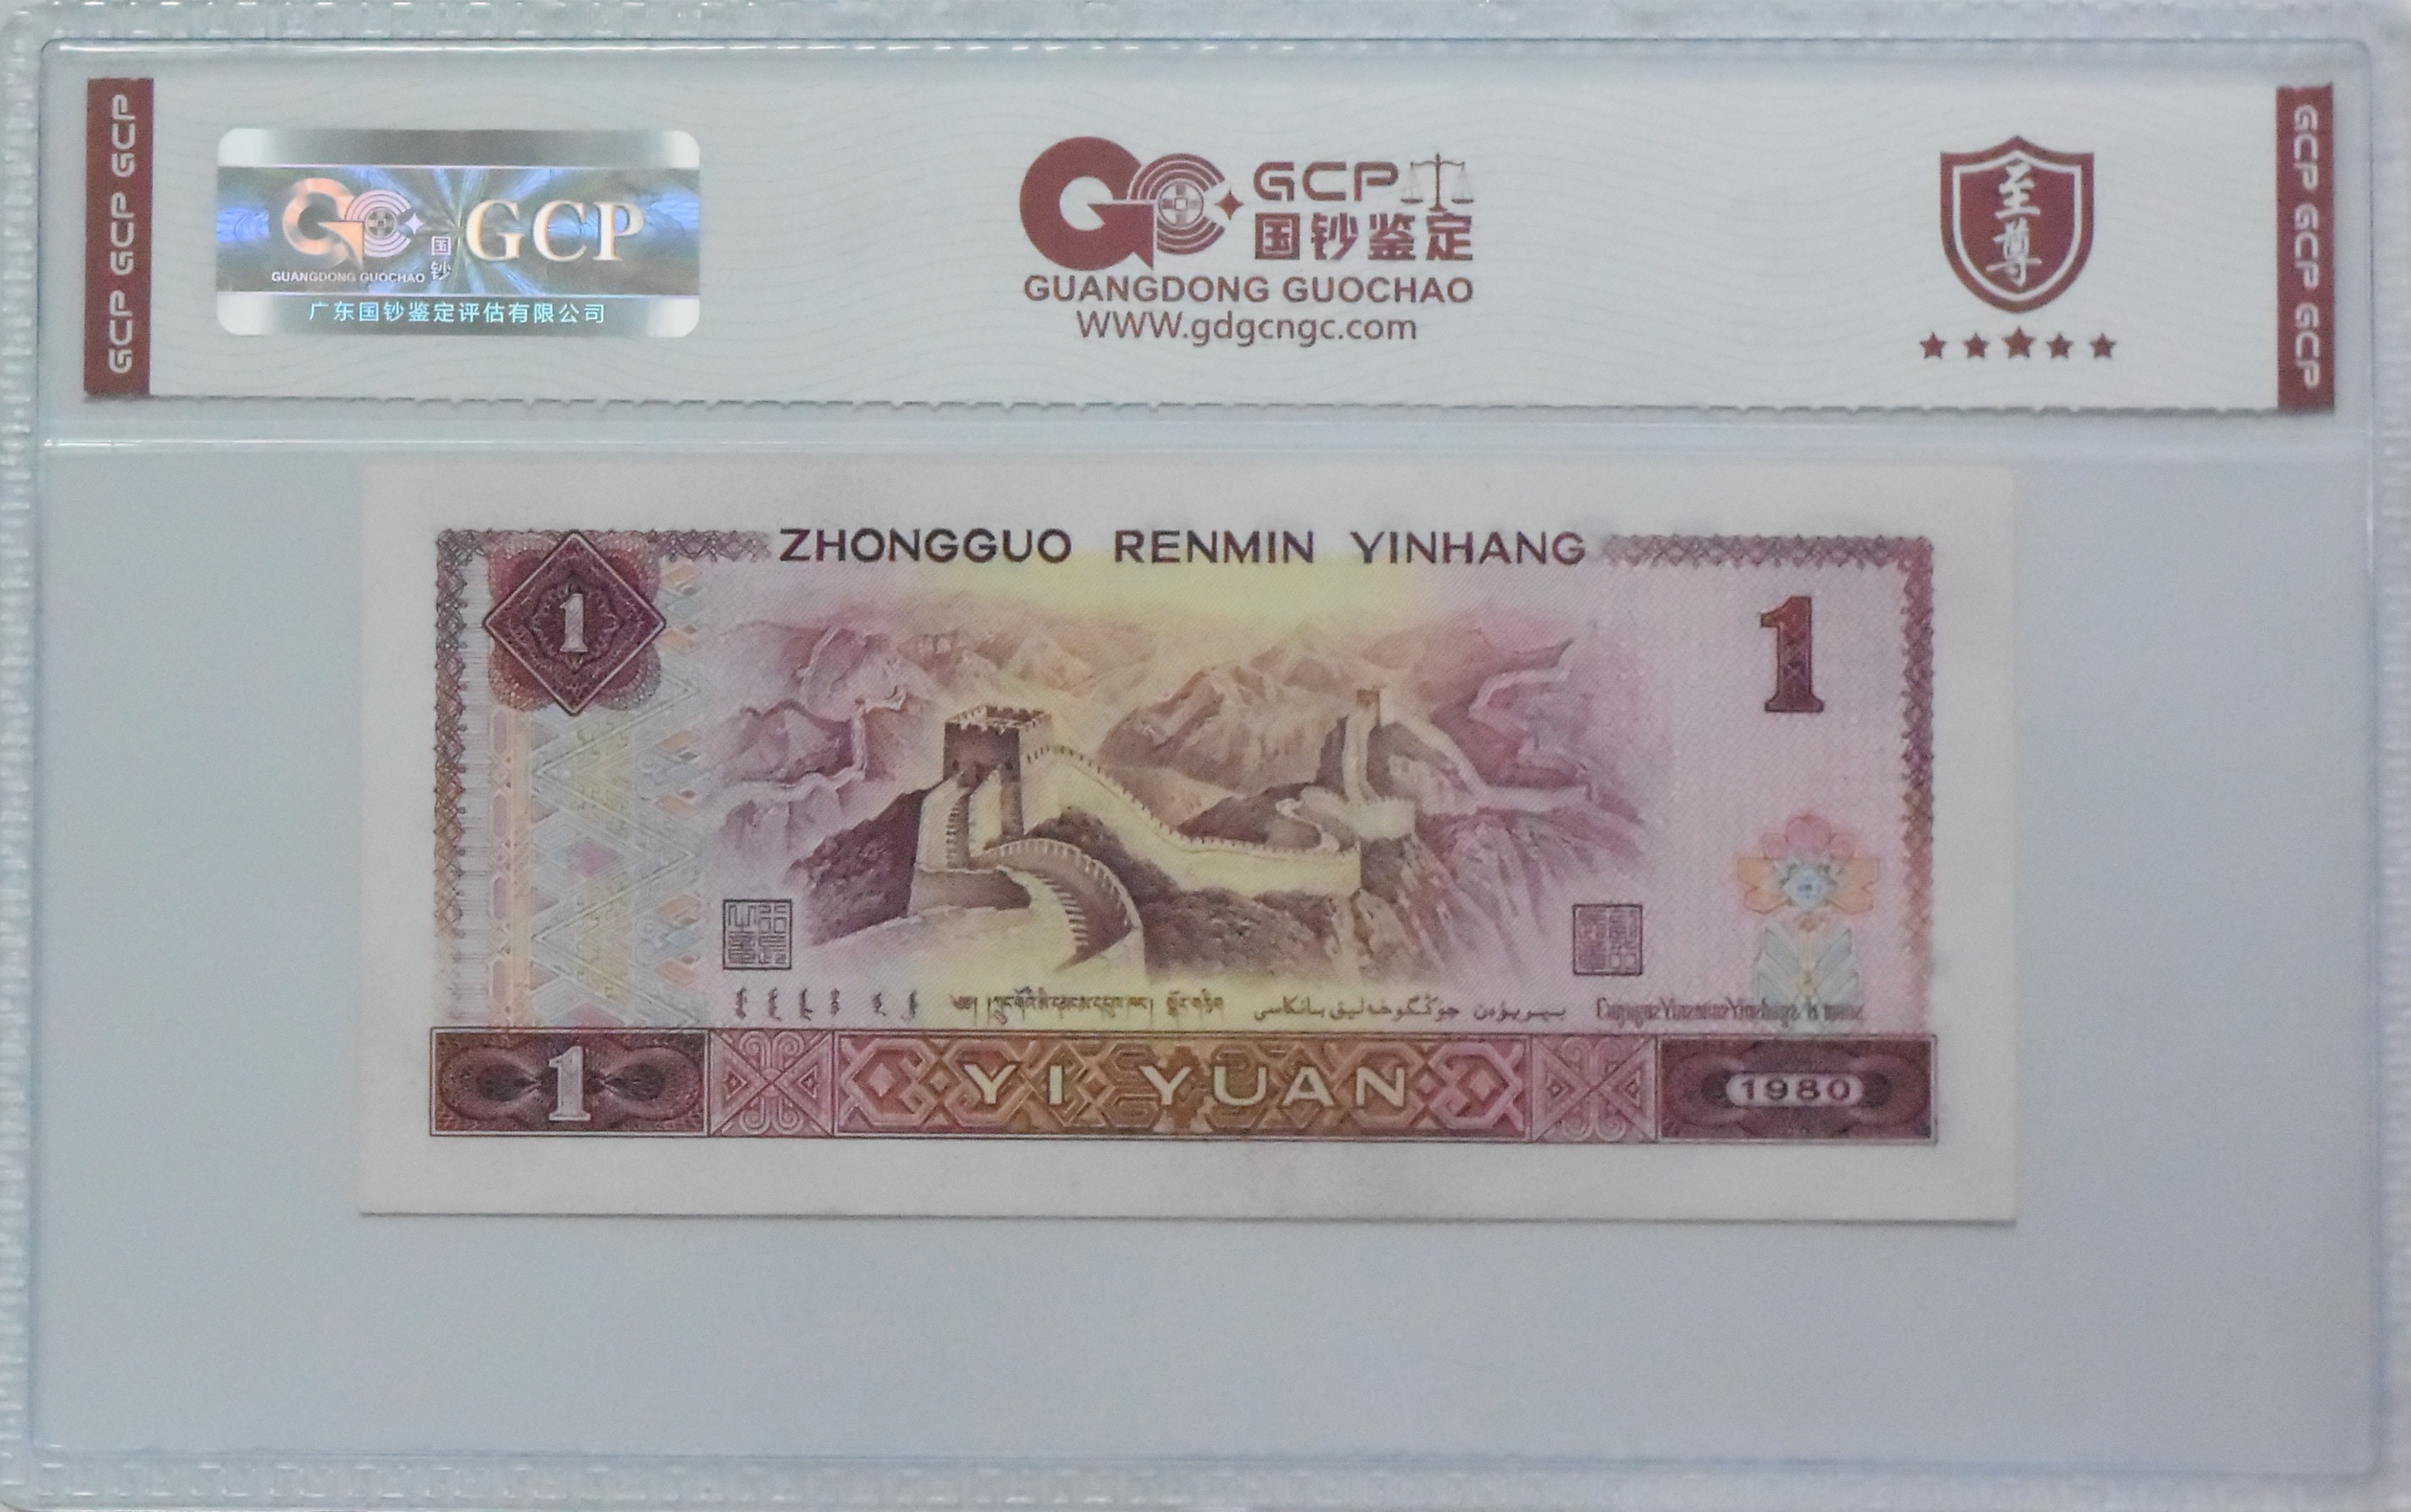 GCP GCP GCP
GUANGDONG GUOCHAO
国钞
GCP
广东国钞鉴定评估有限公司
GCP
国钞鉴定
GUANGDONG GUOCHAO
WWW.gdgcngc.com
至尊
GCP GCP GCP
ZHONGGUO RENMIN YINHANG
1
1
1
YI YUAN
1980